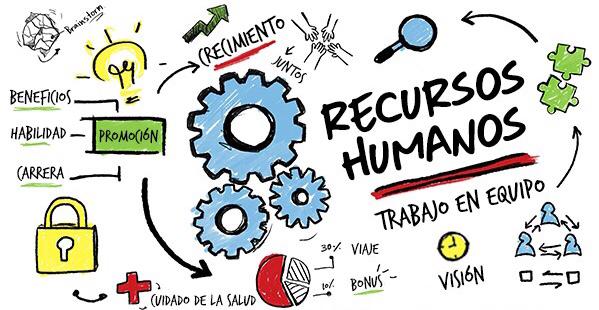 Brainstorm
CRECIMIENTO
JUNTOS
BENEFICIOS
HABILIDAD
PROMOCIÓN
CARRERA
RECURSOS
HUMANOS
TRABAJO EN EQUIPO
VISIÓN
CUIDADO DE LA SALUD
30% VIAJE
10% BONUS